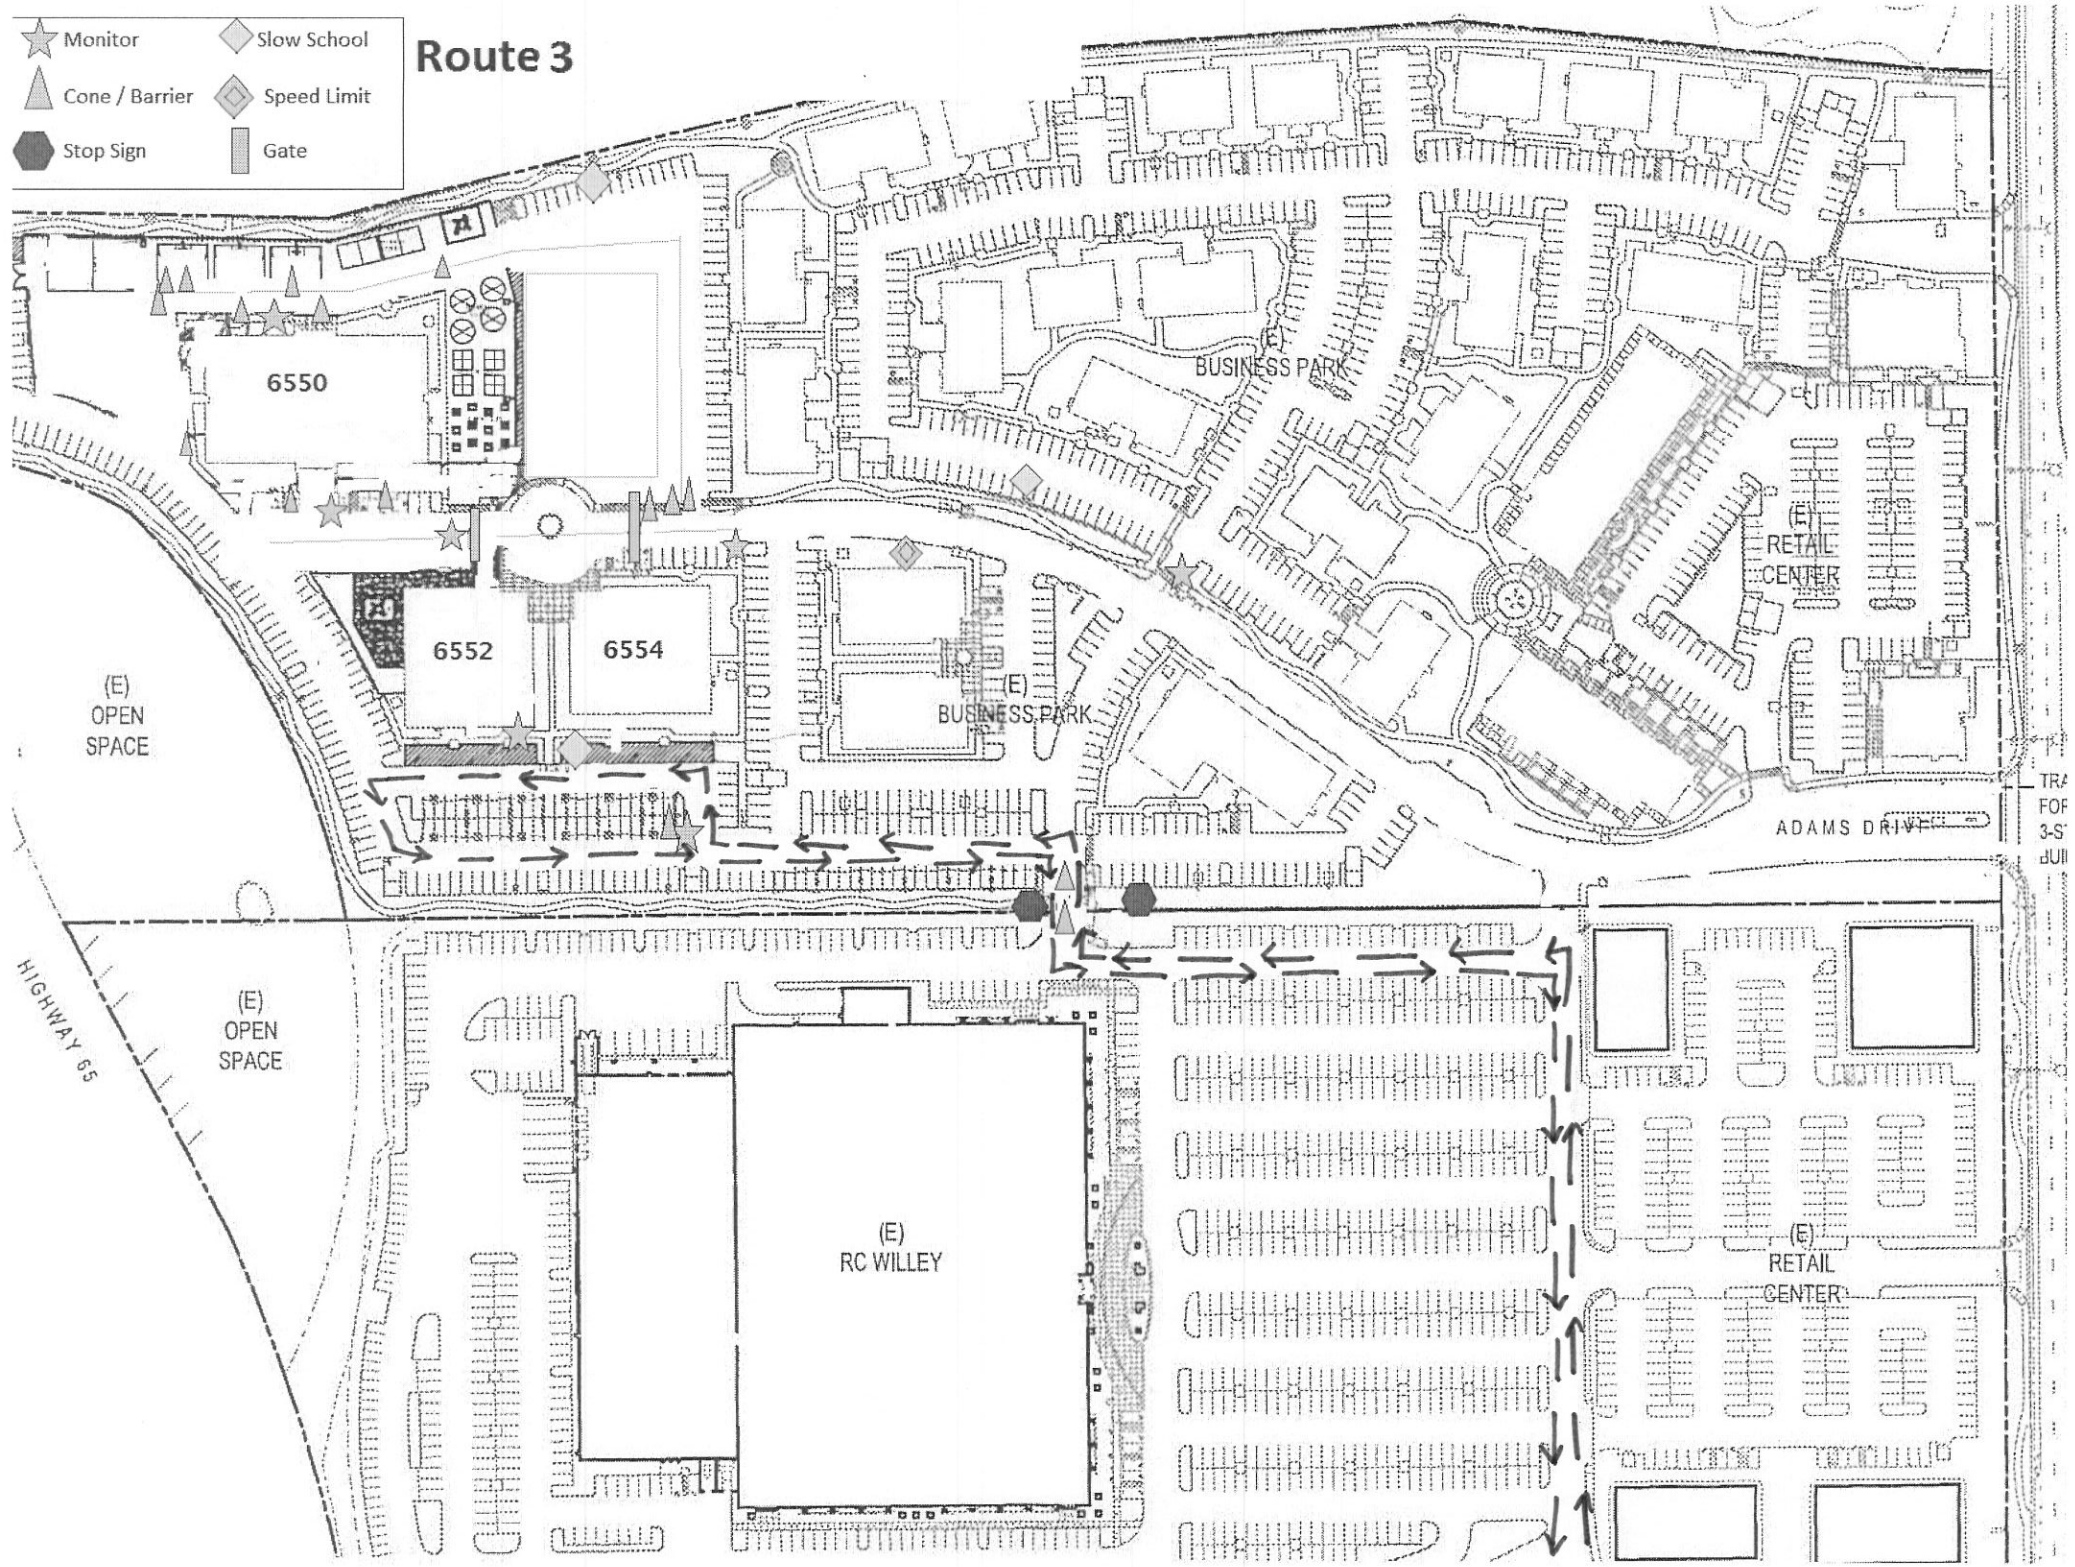 Route 3
Monitor
Slow School
Cone / Barrier
Speed Limit
Stop Sign
Gate
6550
(E)
BUSINESS PARK
(E)
RETAIL
CENTER
6552
6554
(E)
OPEN
SPACE
(E)
BUSINESS PARK
ADAMS DRIVE
HIGHWAY 65
(E)
OPEN
SPACE
(E)
RC WILLEY
(E)
RETAIL
CENTER